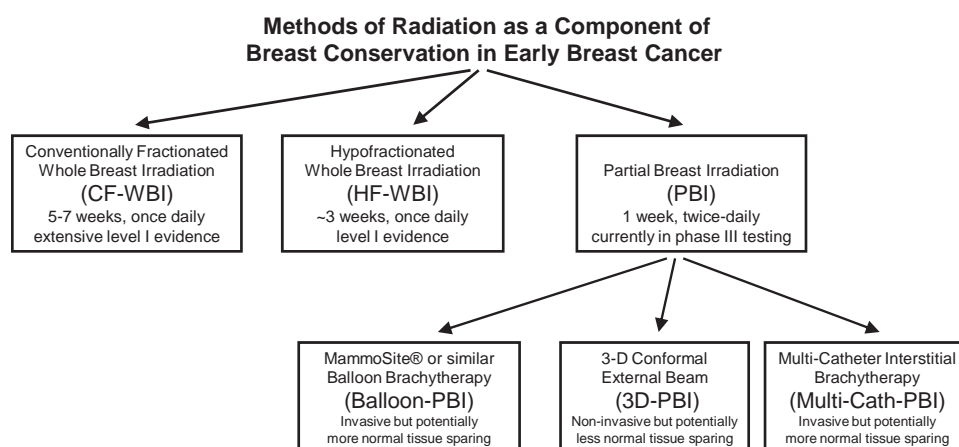 Methods of Radiation as a Component of
Breast Conservation in Early Breast Cancer
Conventionally Fractionated
Whole Breast Irradiation
(CF-WBI)
5-7 weeks, once daily
extensive level I evidence
Hypofractionated
Whole Breast Irradiation
(HF-WBI)
~3 weeks, once daily
level I evidence
Partial Breast Irradiation
(PBI)
1 week, twice-daily
currently in phase III testing
MammoSite® or similar
Balloon Brachytherapy
(Balloon-PBI)
Invasive but potentially
more normal tissue sparing
3-D Conformal
External Beam
(3D-PBI)
Non-invasive but potentially
less normal tissue sparing
Multi-Catheter Interstitial
Brachytherapy
(Multi-Cath-PBI)
Invasive but potentially
more normal tissue sparing